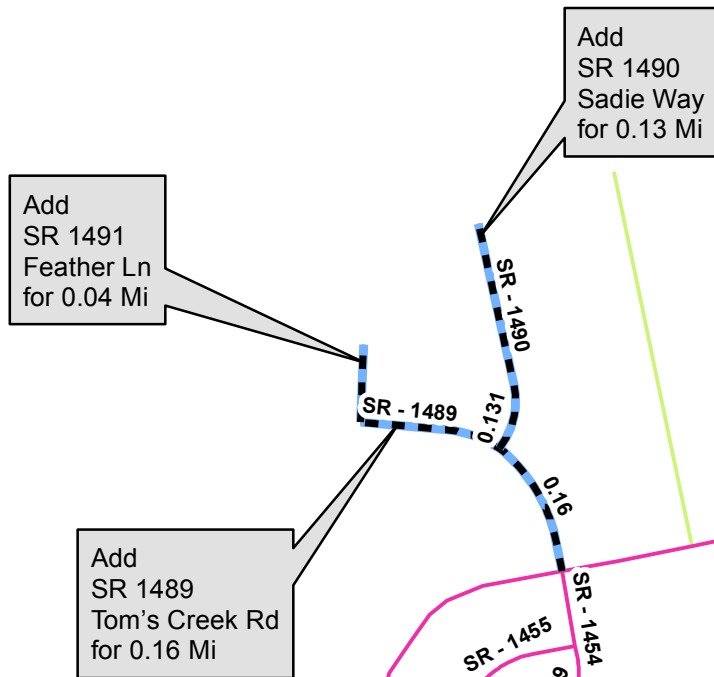 Add
SR 1490
Sadie Way
for 0.13 Mi
Add
SR 1491
Feather Ln
for 0.04 Mi
SR - 1490
SR - 1489
0.131
0.16
Add
SR 1489
Tom's Creek Rd
for 0.16 Mi
SR - 1454
SR - 1455